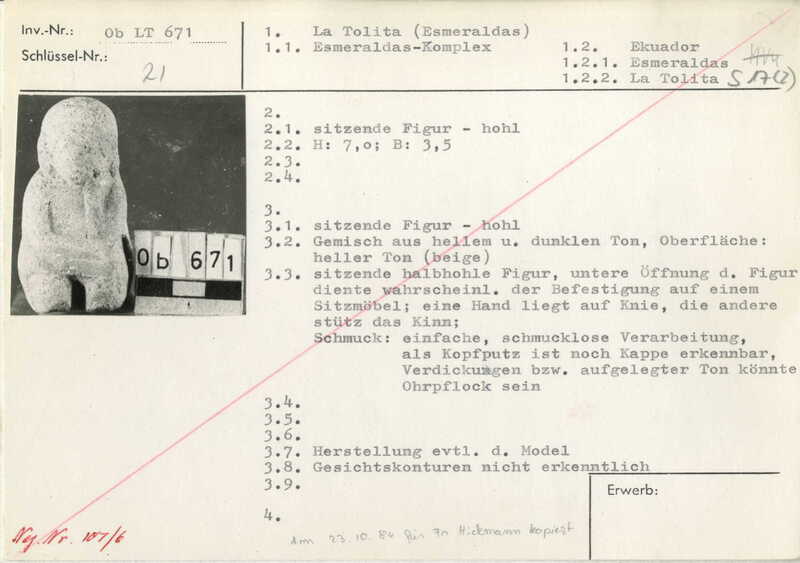 Inv.-Nr.: Ob LT 671
Schlüssel-Nr.: 21
1. La Tolita (Esmeraldas)
1.1. Esmeraldas-Komplex
1.2. Ekuador
1.2.1. Esmeraldas
1.2.2. La Tolita S 17(2)
2.
2.1. sitzende Figur - hohl
2.2. H: 7,o; B: 3,5
2.3.
2.4.
3.
3.1. sitzende Figur - hohl
3.2. Gemisch aus hellem u. dunklen Ton, Oberfläche:
heller Ton (beige)
3.3. sitzende halbhohle Figur, untere Öffnung d. Figur
diente wahrscheinl. der Befestigung auf einem
Sitzmöbel; eine Hand liegt auf Knie, die andere
stütz das Kinn;
Schmuck: einfache, schmucklose Verarbeitung,
als Kopfputz ist noch Kappe erkennbar,
Verdickungen bzw. aufgelegter Ton könnte
Ohrpflock sein
3.4.
3.5.
3.6.
3.7. Herstellung evtl. d. Model
3.8. Gesichtskonturen nicht erkenntlich
3.9.
4.
Erwerb:
Ob 671
Neg. Nr. 107/6
Am 23.10.84 für Fr Hickmann kopiert